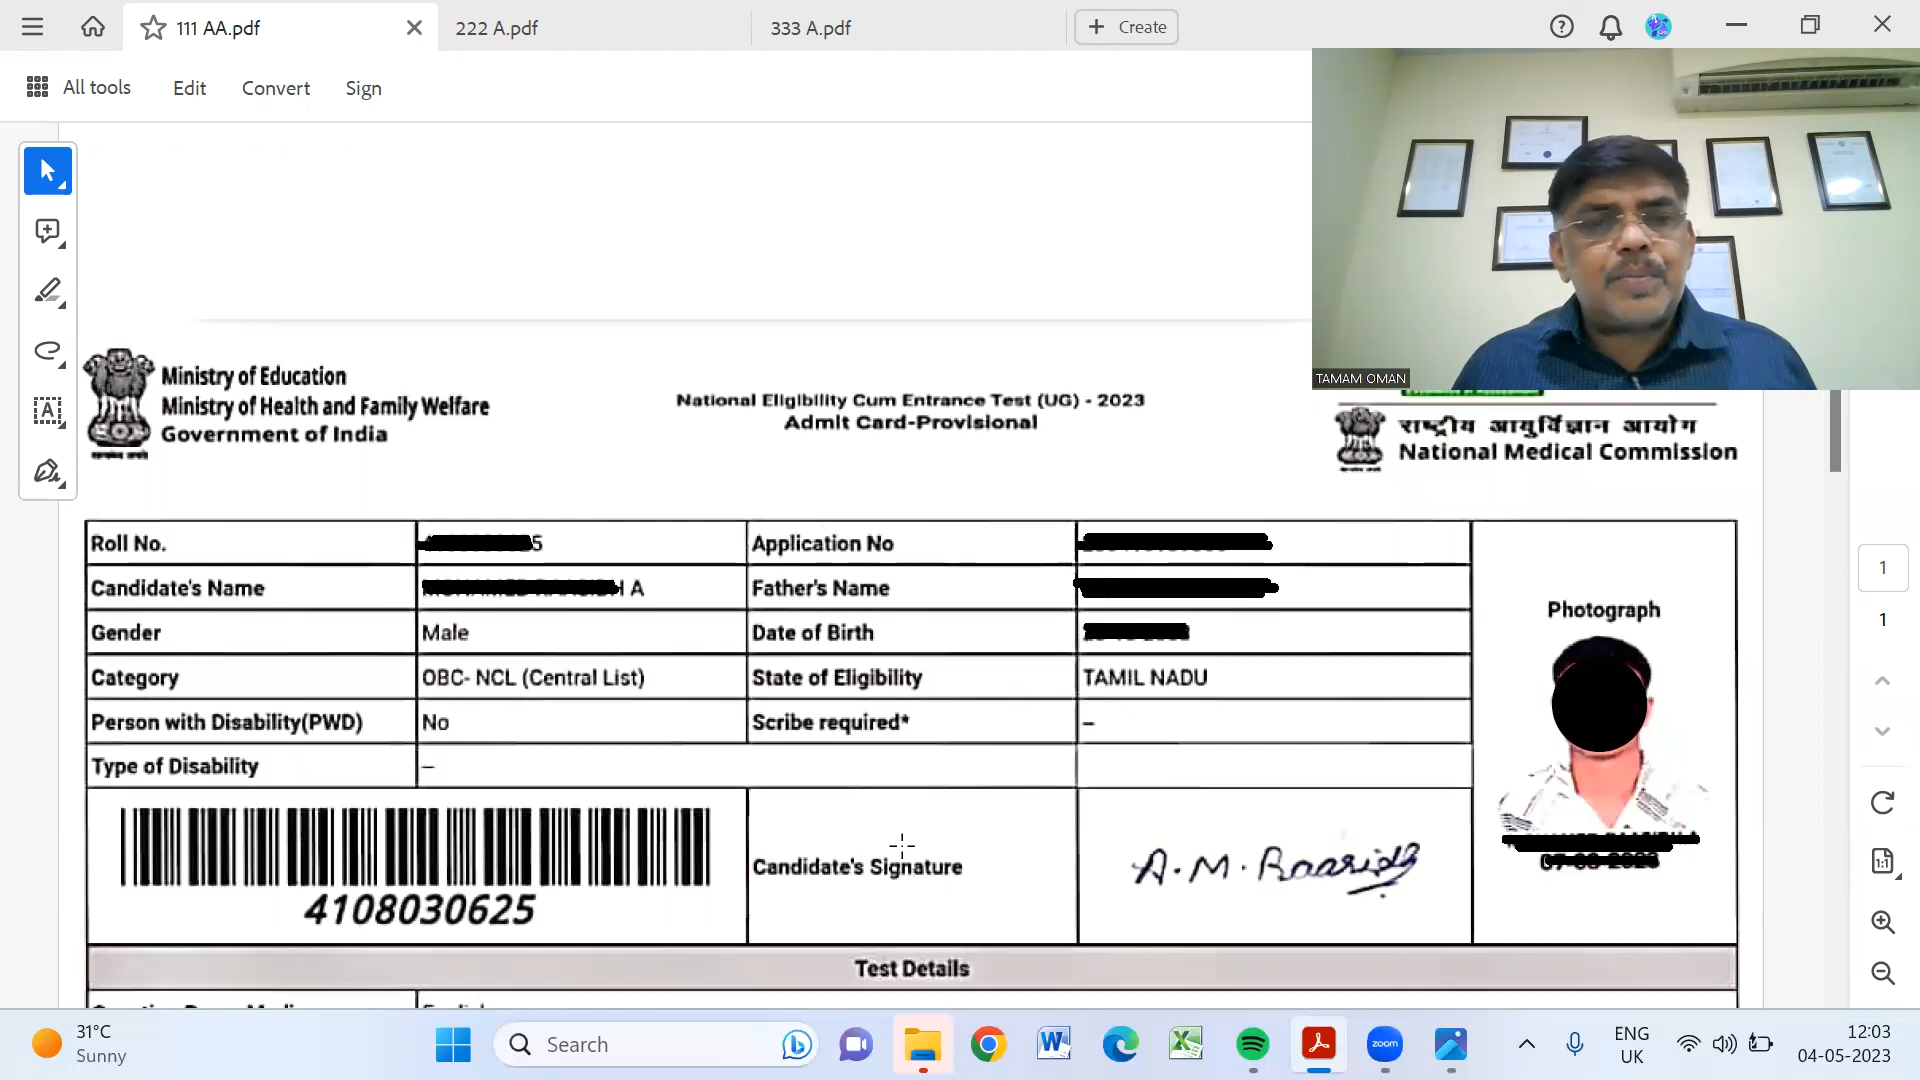 111 AA.pdf
222 A.pdf
333 A.pdf
Create
All tools
Edit
Convert
Sign
TAMAM OMAN
Ministry of Education
Ministry of Health and Family Welfare
Government of India
National Eligibility Cum Entrance Test (UG) - 2023
Admit Card-Provisional
राष्ट्रीय आयुर्विज्ञान आयोग
National Medical Commission
Roll No.
5
Application No
Candidate's Name
A
Father's Name
Gender
Male
Date of Birth
Category
OBC- NCL (Central List)
State of Eligibility
TAMIL NADU
Person with Disability(PWD)
No
Scribe required*
–
Type of Disability
–
Photograph
4108030625
Candidate's Signature
Test Details
1
1
31°C
Sunny
Search
zoom
ENG
UK
12:03
04-05-2023